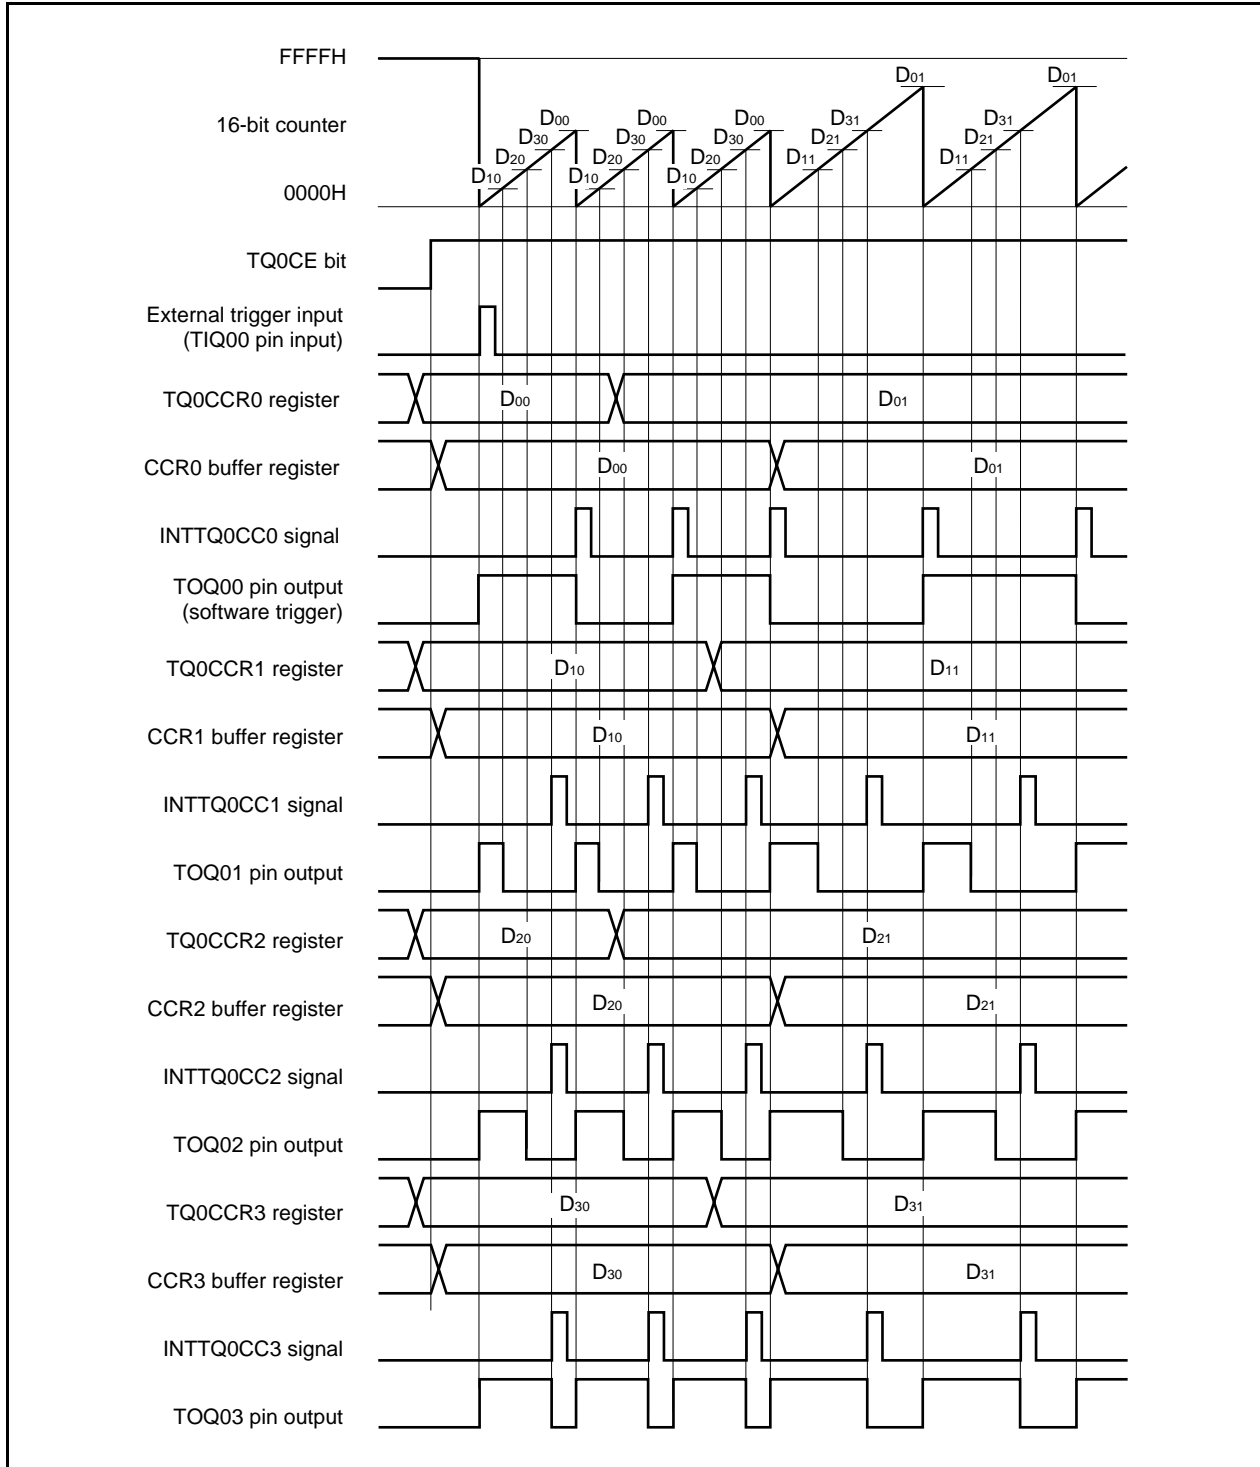 FFFFH
D01 D01
16-bit counter
D00 D00 D00 D31 D31
D30 D30 D30 D21 D21
D20 D20 D20 D11 D11
D10 D10 D10
0000H
TQ0CE bit
External trigger input
(TIQ00 pin input)
TQ0CCR0 register D00 D01
CCR0 buffer register D00 D01
INTTQ0CC0 signal
TOQ00 pin output
(software trigger)
TQ0CCR1 register D10 D11
CCR1 buffer register D10 D11
INTTQ0CC1 signal
TOQ01 pin output
TQ0CCR2 register D20 D21
CCR2 buffer register D20 D21
INTTQ0CC2 signal
TOQ02 pin output
TQ0CCR3 register D30 D31
CCR3 buffer register D30 D31
INTTQ0CC3 signal
TOQ03 pin output